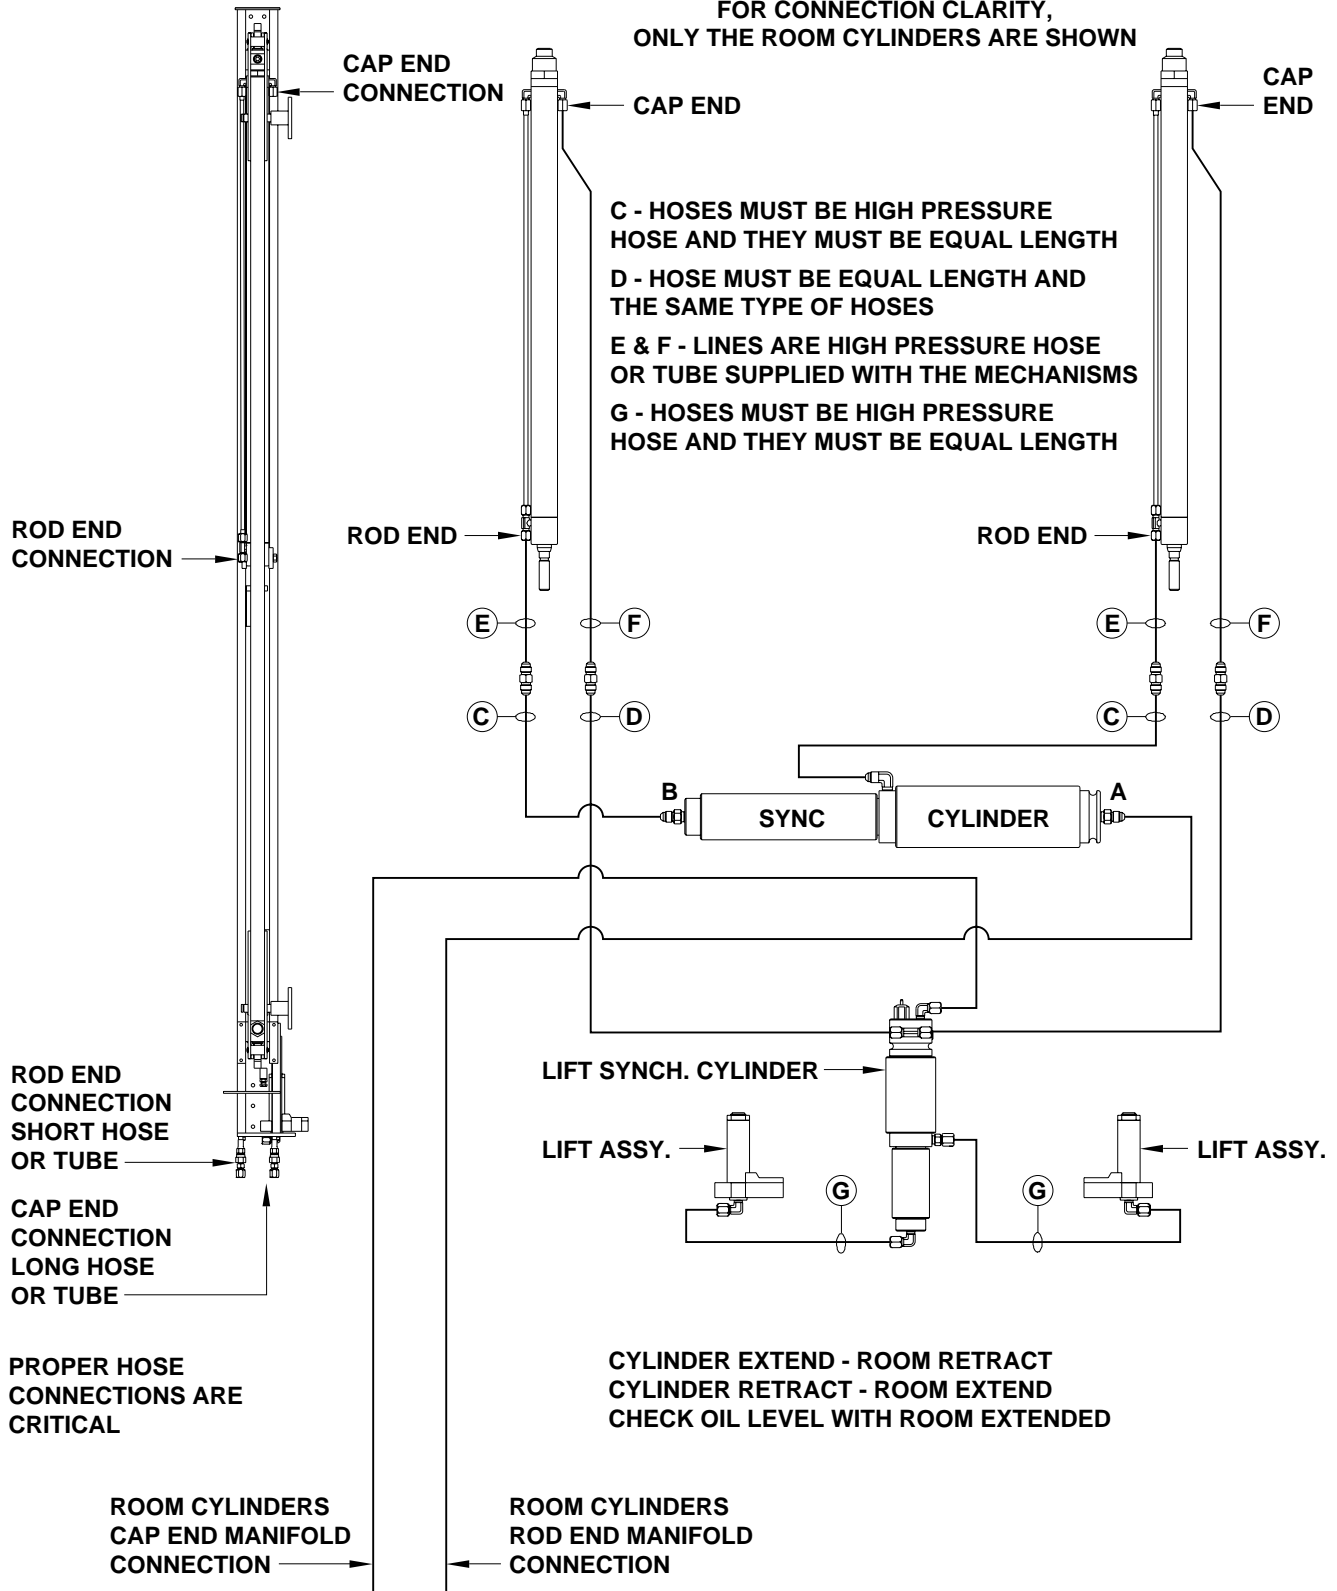 FOR CONNECTION CLARITY,
ONLY THE ROOM CYLINDERS ARE SHOWN
CAP END
CONNECTION
CAP END
CAP
END
C - HOSES MUST BE HIGH PRESSURE
HOSE AND THEY MUST BE EQUAL LENGTH
D - HOSE MUST BE EQUAL LENGTH AND
THE SAME TYPE OF HOSES
E & F - LINES ARE HIGH PRESSURE HOSE
OR TUBE SUPPLIED WITH THE MECHANISMS
G - HOSES MUST BE HIGH PRESSURE
HOSE AND THEY MUST BE EQUAL LENGTH
ROD END
CONNECTION
ROD END
ROD END
E
F
E
F
C
D
C
D
B
SYNC
CYLINDER
A
LIFT SYNCH. CYLINDER
LIFT ASSY.
LIFT ASSY.
G
G
ROD END
CONNECTION
SHORT HOSE
OR TUBE
CAP END
CONNECTION
LONG HOSE
OR TUBE
PROPER HOSE
CONNECTIONS ARE
CRITICAL
CYLINDER EXTEND - ROOM RETRACT
CYLINDER RETRACT - ROOM EXTEND
CHECK OIL LEVEL WITH ROOM EXTENDED
ROOM CYLINDERS
CAP END MANIFOLD
CONNECTION
ROOM CYLINDERS
ROD END MANIFOLD
CONNECTION